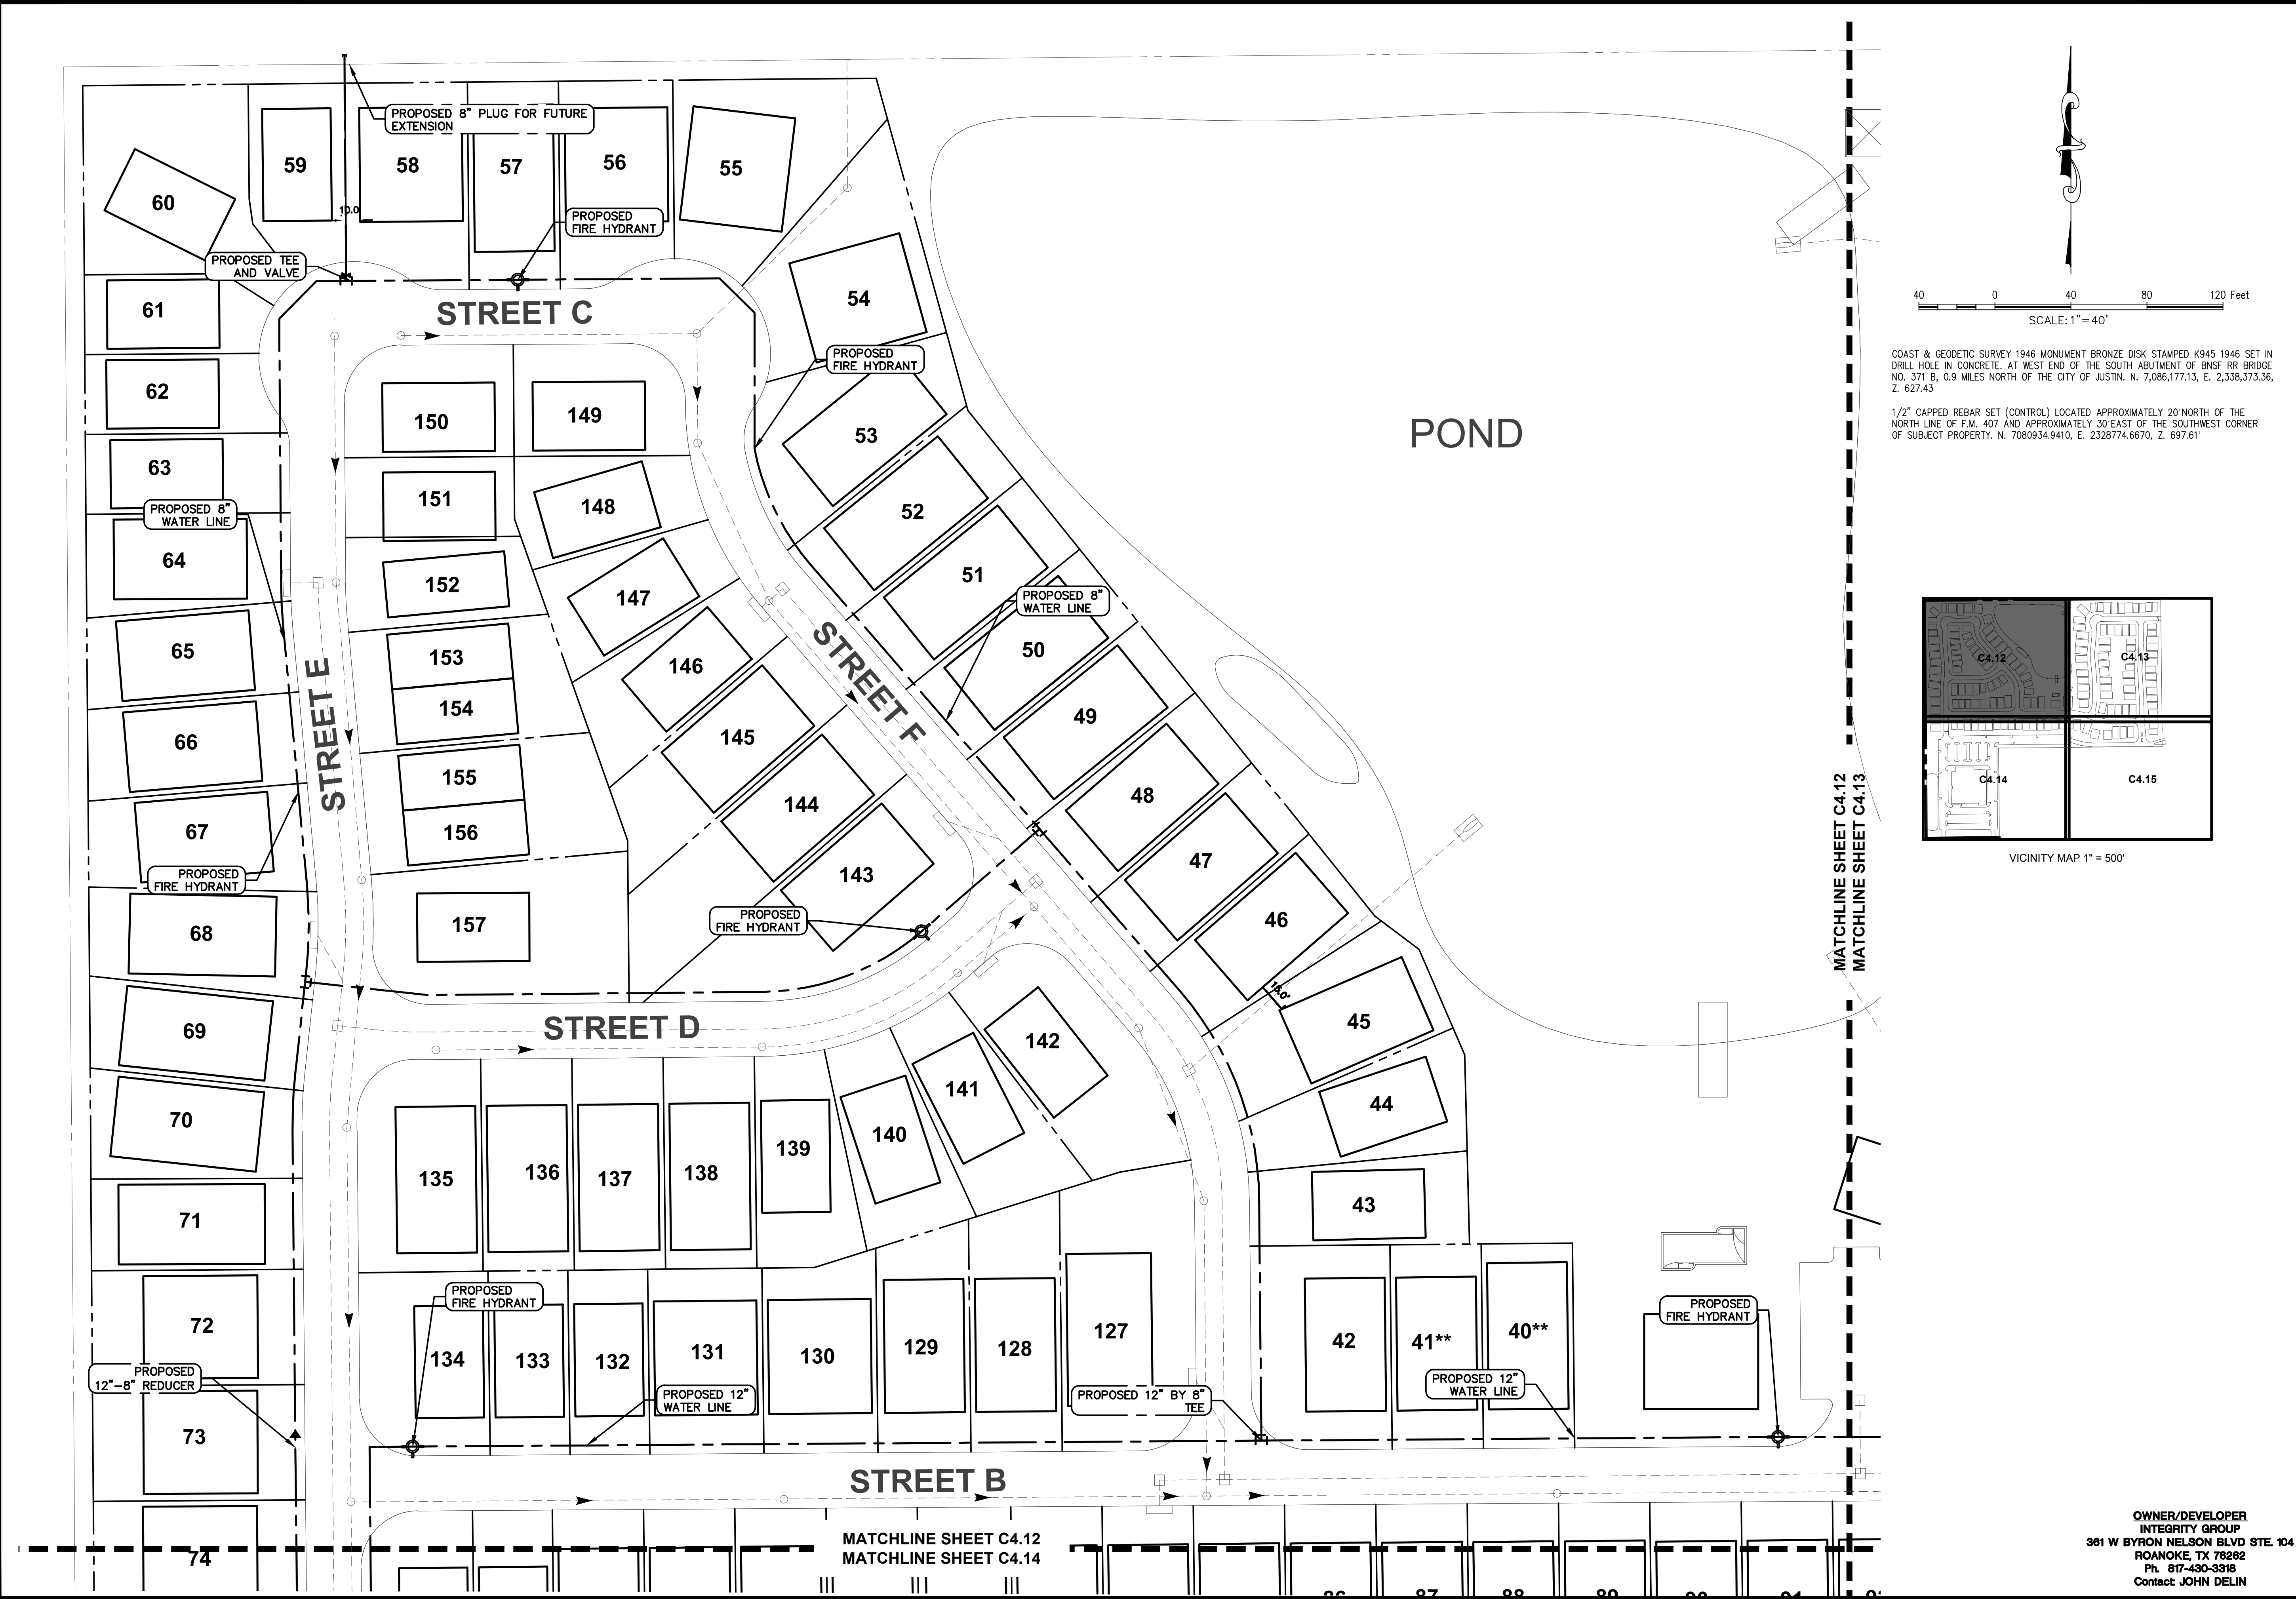 PROPOSED 8" PLUG FOR FUTURE
EXTENSION
59
58
57
56
55
60
10.0
PROPOSED
FIRE HYDRANT
PROPOSED TEE
AND VALVE
STREET C
54
61
PROPOSED
FIRE HYDRANT
62
150
149
53
63
151
148
52
PROPOSED 8"
WATER LINE
64
152
147
51
PROPOSED 8"
WATER LINE
65
153
146
50
STREET E
STREET F
154
66
145
49
155
156
67
144
48
47
PROPOSED
FIRE HYDRANT
143
157
68
PROPOSED
FIRE HYDRANT
46
15.0'
69
STREET D
142
45
70
141
140
139
44
135
136
137
138
43
71
PROPOSED
FIRE HYDRANT
PROPOSED
FIRE HYDRANT
72
134
133
132
131
130
129
128
127
42
41**
40**
PROPOSED
12"-8" REDUCER
PROPOSED 12"
WATER LINE
PROPOSED 12" BY 8"
TEE
PROPOSED 12"
WATER LINE
73
STREET B
74
MATCHLINE SHEET C4.12
MATCHLINE SHEET C4.14
86
87
88
89
90
91
POND
MATCHLINE SHEET C4.12
MATCHLINE SHEET C4.13
40
0
40
80
120 Feet
SCALE: 1"=40'
COAST & GEODETIC SURVEY 1946 MONUMENT BRONZE DISK STAMPED K945 1946 SET IN
DRILL HOLE IN CONCRETE. AT WEST END OF THE SOUTH ABUTMENT OF BNSF RR BRIDGE
NO. 371 B, 0.9 MILES NORTH OF THE CITY OF JUSTIN. N. 7,086,177.13, E. 2,338,373.36,
Z. 627.43
1/2" CAPPED REBAR SET (CONTROL) LOCATED APPROXIMATELY 20'NORTH OF THE
NORTH LINE OF F.M. 407 AND APPROXIMATELY 30'EAST OF THE SOUTHWEST CORNER
OF SUBJECT PROPERTY. N. 7080934.9410, E. 2328774.6670, Z. 697.61'
C4.12
C4.13
C4.14
C4.15
VICINITY MAP 1" = 500'
OWNER/DEVELOPER
INTEGRITY GROUP
361 W BYRON NELSON BLVD STE. 104
ROANOKE, TX 76262
Ph. 817-430-3318
Contact: JOHN DELIN